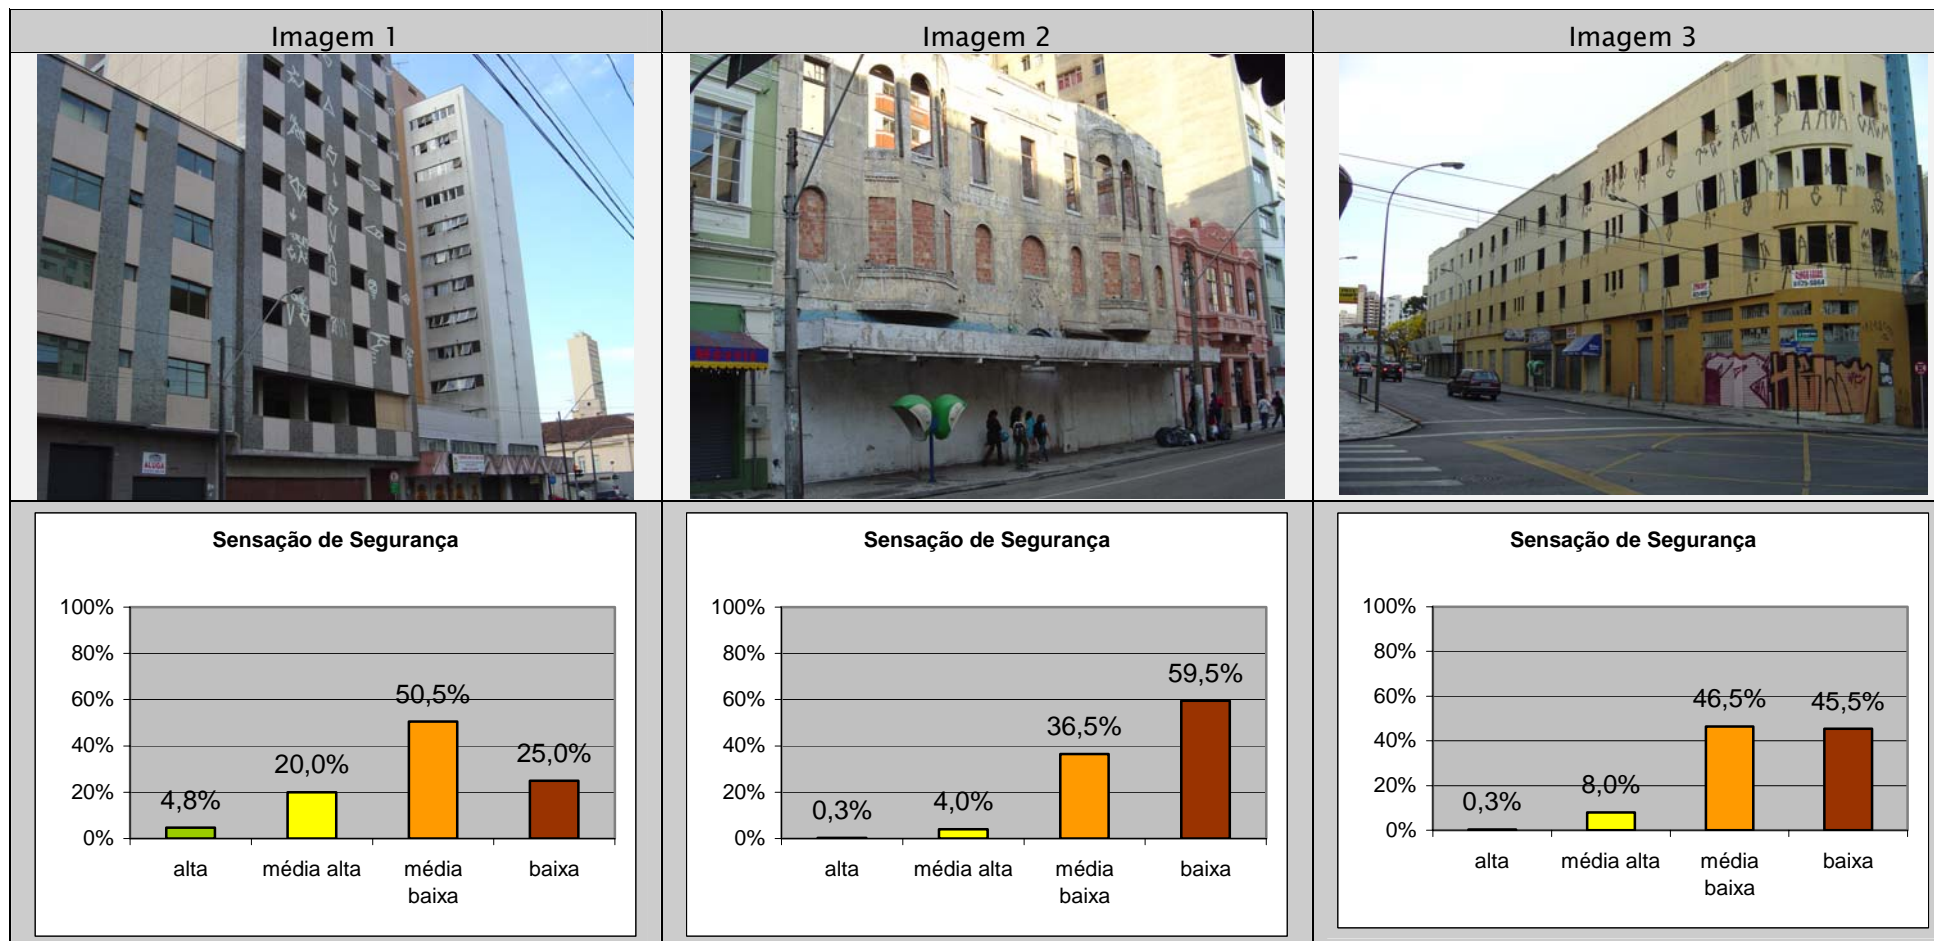 Imagem 1
Imagem 2
Imagem 3
ALUGA
Sensação de Segurança
100%
80%
60%
40%
20%
0%
4,8%
20,0%
50,5%
25,0%
alta
média alta
média
baixa
baixa
Sensação de Segurança
100%
80%
60%
40%
20%
0%
0,3%
4,0%
36,5%
59,5%
alta
média alta
média
baixa
baixa
Sensação de Segurança
100%
80%
60%
40%
20%
0%
0,3%
8,0%
46,5%
45,5%
alta
média alta
média
baixa
baixa